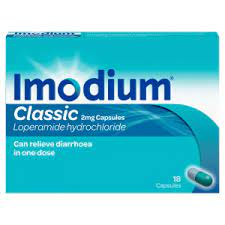 Imodium®
Classic 2mg Capsules
Loperamide hydrochloride
Can relieve diarrhoea
in one dose
18
Capsules